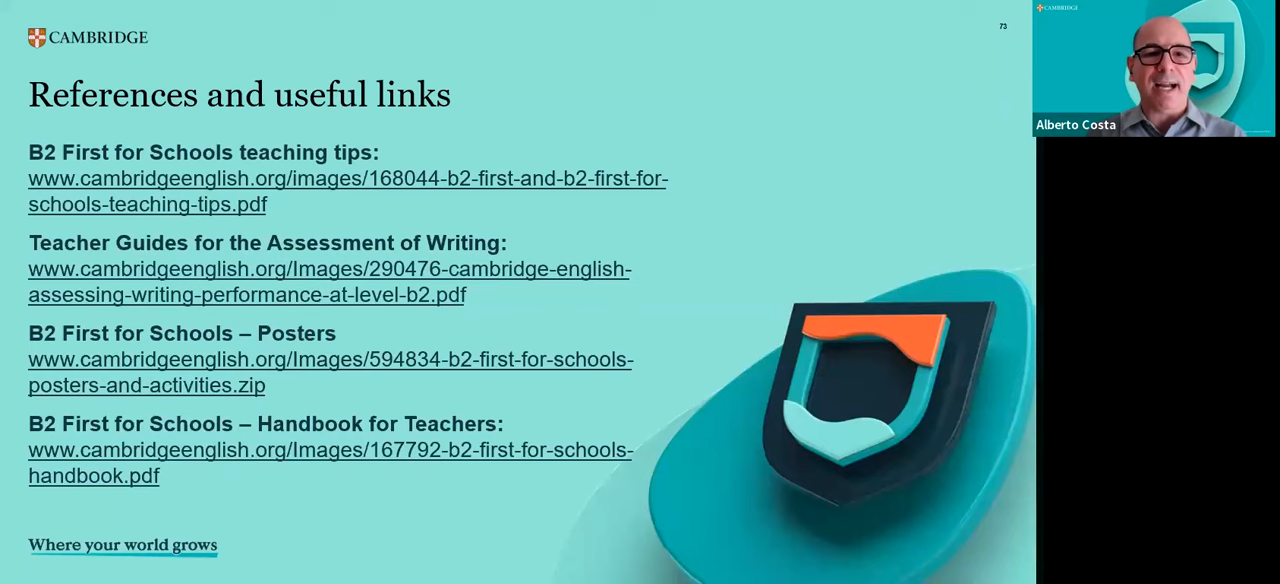 73
CAMBRIDGE
CAMBRIDGE
References and useful links
B2 First for Schools teaching tips:
www.cambridgeenglish.org/images/168044-b2-first-and-b2-first-for-
schools-teaching-tips.pdf
Teacher Guides for the Assessment of Writing:
www.cambridgeenglish.org/Images/290476-cambridge-english-
assessing-writing-performance-at-level-b2.pdf
B2 First for Schools – Posters
www.cambridgeenglish.org/Images/594834-b2-first-for-schools-
posters-and-activities.zip
B2 First for Schools – Handbook for Teachers:
www.cambridgeenglish.org/Images/167792-b2-first-for-schools-
handbook.pdf
Where your world grows
Alberto Costa